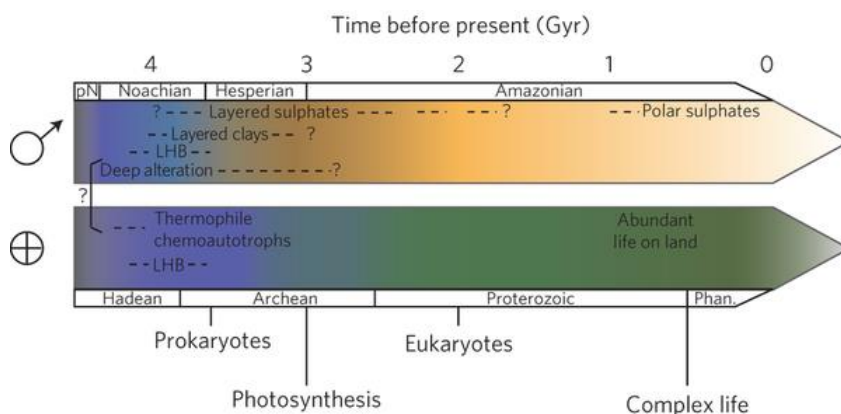 Time before present (Gyr)
4 3 2 1 0
pN Noachian Hesperian Amazonian
? Layered sulphates ? Polar sulphates
Layered clays ?
LHB
Deep alteration ?
?
Thermophile
chemoautotrophs
Abundant
life on land
LHB
Hadean Archean Proterozoic Phan.
Prokaryotes Eukaryotes
Photosynthesis Complex life